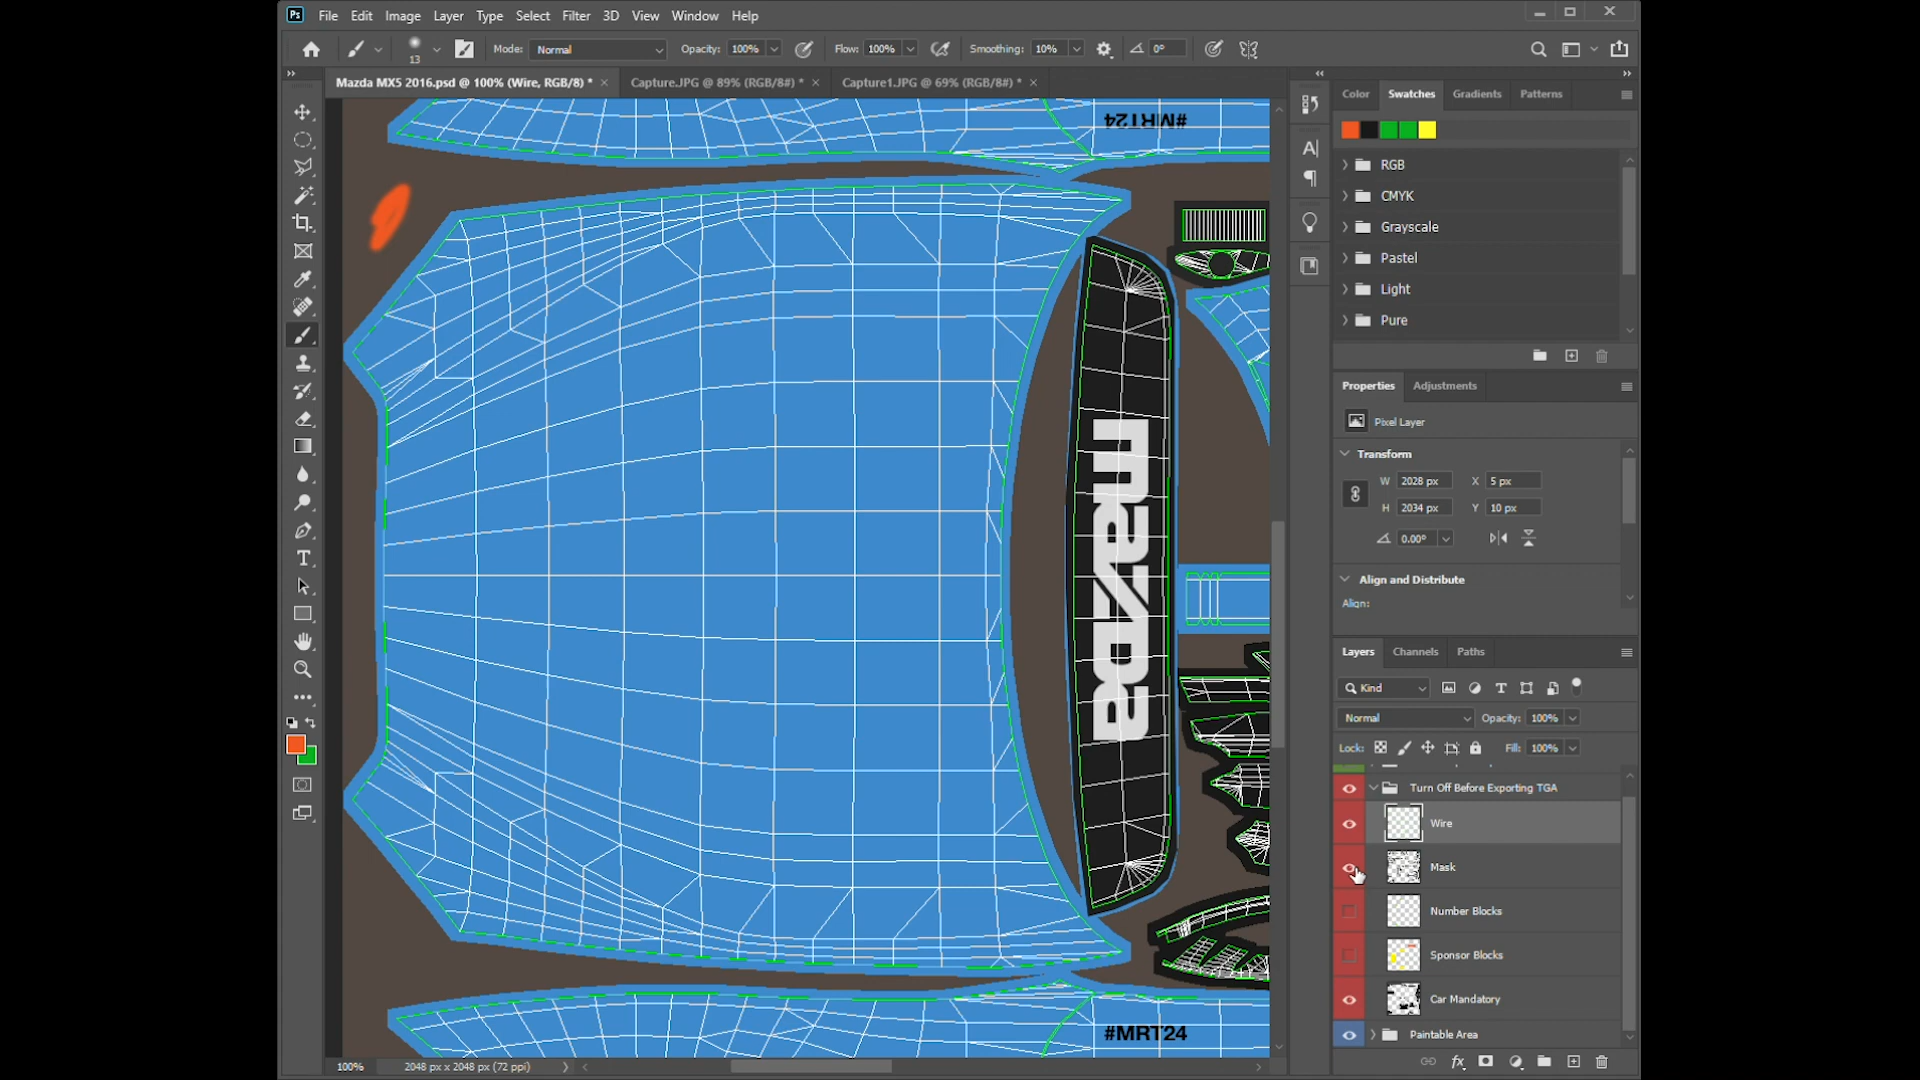 Ps File Edit Image Layer Type Select Filter 3D View Window Help
13 Mode: Normal Opacity: 100% Flow: 100% Smoothing: 10% 0°
Mazda MX5 2016.psd @ 100% (Wire, RGB/8) * × Capture.JPG @ 89% (RGB/8#) * × Capture1.JPG @ 69% (RGB/8#) * ×
Color Swatches Gradients Patterns
#MRT24
RGB
CMYK
Grayscale
Pastel
Light
Pure
Properties Adjustments
Pixel Layer
Transform
W 2028 px X 5 px
H 2034 px Y 10 px
0.00°
Align and Distribute
Align:
mazda
Layers Channels Paths
Kind
Normal Opacity: 100%
Lock: Fill: 100%
Turn Off Before Exporting TGA
Wire
Mask
Number Blocks
Sponsor Blocks
Car Mandatory
Paintable Area
#MRT24
100% 2048 px x 2048 px (72 ppi)